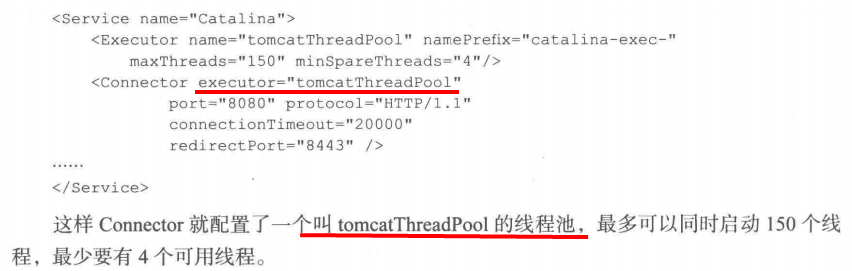 <Service name="Catalina">
<Executor name="tomcatThreadPool" namePrefix="catalina-exec-"
maxThreads="150" minSpareThreads="4"/>
<Connector executor="tomcatThreadPool"
port="8080" protocol="HTTP/1.1"
connectionTimeout="20000"
redirectPort="8443" />
......
</Service>
这样 Connector 就配置了一个叫 tomcatThreadPool 的线程池，最多可以同时启动 150 个线
程，最少要有 4 个可用线程。